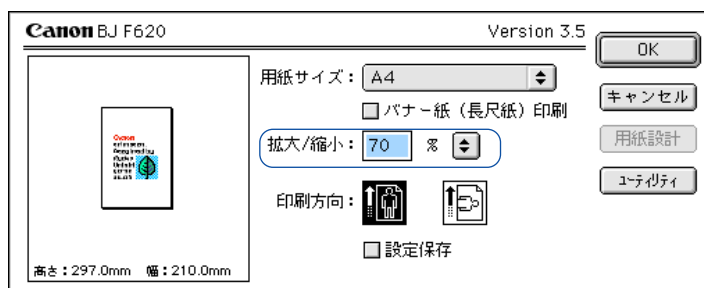 Canon BJ F620
Version 3.5
用紙サイズ： A4
バナー紙（長尺紙）印刷
拡大/縮小： 70 %
印刷方向：
設定保存
高さ：297.0mm 幅：210.0mm
OK
キャンセル
用紙設計
ユーティリティ
Canon